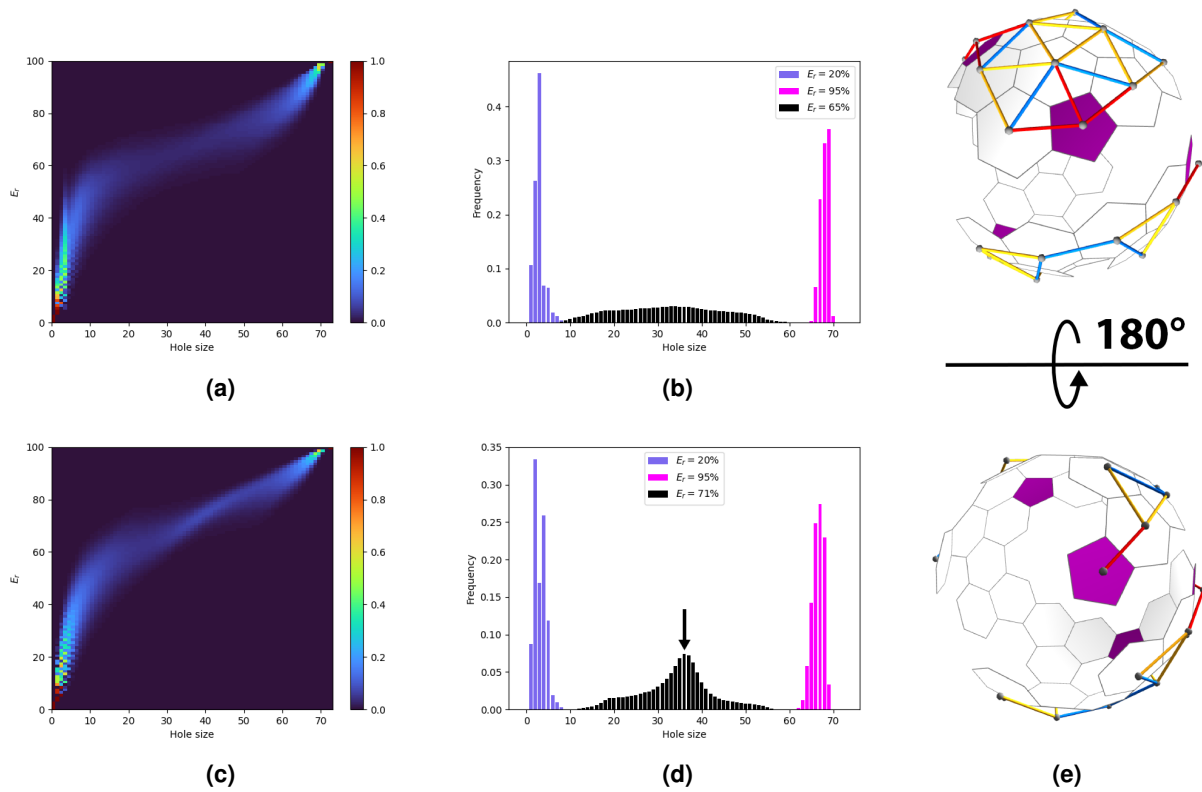 100
80
60
40
20
0
E_r
0 10 20 30 40 50 60 70
Hole size
1.0
0.8
0.6
0.4
0.2
0.0
(a)
0.4
0.3
0.2
0.1
0.0
Frequency
0 10 20 30 40 50 60 70
Hole size
E_r = 20%
E_r = 95%
E_r = 65%
(b)
180°
100
80
60
40
20
0
E_r
0 10 20 30 40 50 60 70
Hole size
1.0
0.8
0.6
0.4
0.2
0.0
(c)
0.35
0.30
0.25
0.20
0.15
0.10
0.05
0.00
Frequency
0 10 20 30 40 50 60 70
Hole size
E_r = 20%
E_r = 95%
E_r = 71%
(d)
(e)